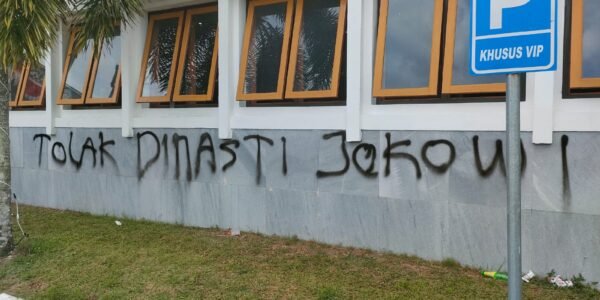 P
KHUSUS VIP
TOLAK DINASTI JOKOWI